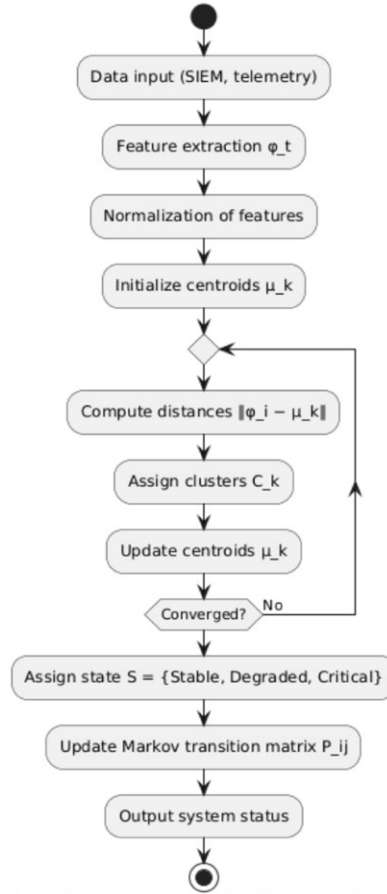 Data input (SIEM, telemetry)
Feature extraction φ_t
Normalization of features
Initialize centroids μ_k
Compute distances ‖φ_i − μ_k‖
Assign clusters C_k
Update centroids μ_k
Converged?
No
Assign state S = {Stable, Degraded, Critical}
Update Markov transition matrix P_ij
Output system status